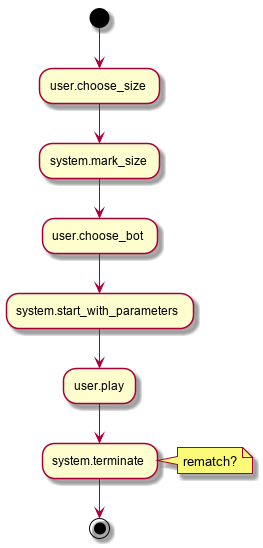 user.choose_size
system.mark_size
user.choose_bot
system.start_with_parameters
user.play
system.terminate
rematch?